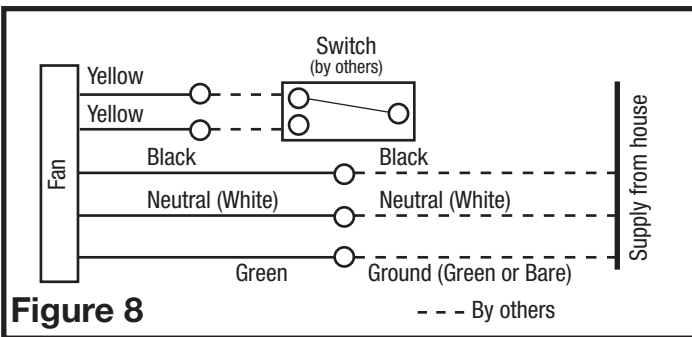 Switch
(by others)
Yellow
Yellow
Black Black
Neutral (White) Neutral (White)
Green Ground (Green or Bare)
Fan
Supply from house
Figure 8
- - - By others